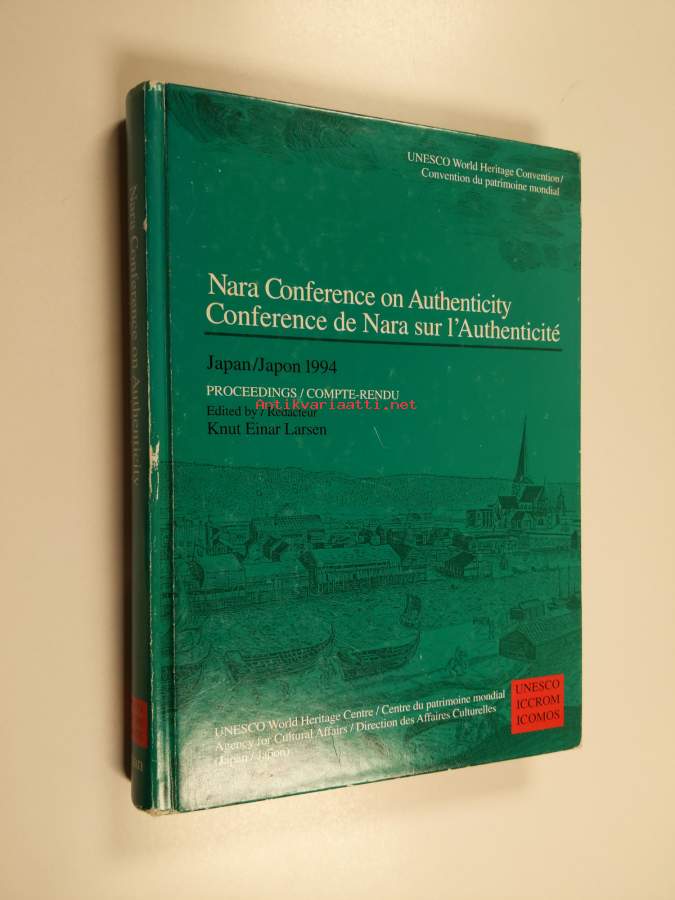 UNESCO World Heritage Convention/
Convention du patrimoine mondial
Nara Conference on Authenticity
Conference de Nara sur l'Authenticité
Japan/Japon 1994
PROCEEDINGS / COMPTE-RENDU
Antikvariaatti.net
Edited by / Rédacteur
Knut Einar Larsen
UNESCO World Heritage Centre / Centre du patrimoine mondial
Agency for Cultural Affairs / Direction des Affaires Culturelles
(Japan / Japon)
UNESCO
ICCROM
ICOMOS
Nara Conference on Authenticity